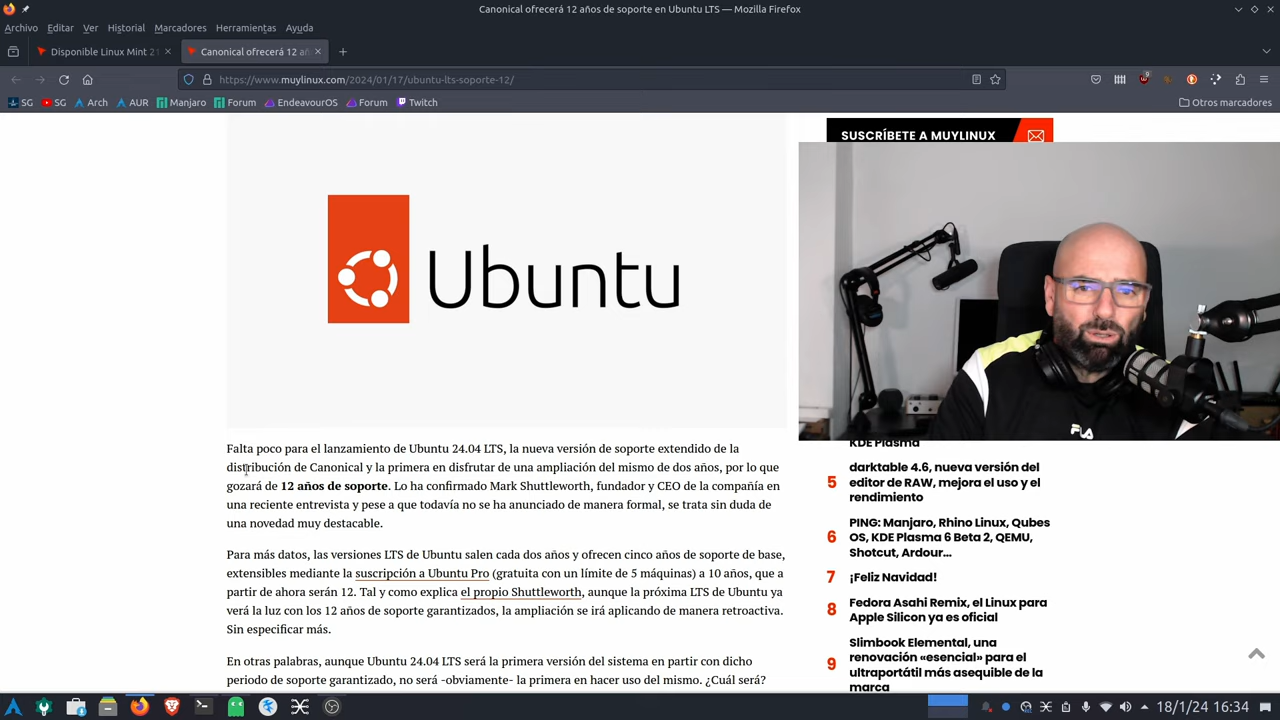 Canonical ofrecerá 12 años de soporte en Ubuntu LTS — Mozilla Firefox
Archivo Editar Ver Historial Marcadores Herramientas Ayuda
Disponible Linux Mint 21
Canonical ofrecerá 12 añ
https://www.muylinux.com/2024/01/17/ubuntu-lts-soporte-12/
SG SG Arch AUR Manjaro Forum EndeavourOS Forum Twitch Otros marcadores
Ubuntu
Falta poco para el lanzamiento de Ubuntu 24.04 LTS, la nueva versión de soporte extendido de la
distribución de Canonical y la primera en disfrutar de una ampliación del mismo de dos años, por lo que
gozará de 12 años de soporte. Lo ha confirmado Mark Shuttleworth, fundador y CEO de la compañía en
una reciente entrevista y pese a que todavía no se ha anunciado de manera formal, se trata sin duda de
una novedad muy destacable.
Para más datos, las versiones LTS de Ubuntu salen cada dos años y ofrecen cinco años de soporte de base,
extensibles mediante la suscripción a Ubuntu Pro (gratuita con un límite de 5 máquinas) a 10 años, que a
partir de ahora serán 12. Tal y como explica el propio Shuttleworth, aunque la próxima LTS de Ubuntu ya
verá la luz con los 12 años de soporte garantizados, la ampliación se irá aplicando de manera retroactiva.
Sin especificar más.
En otras palabras, aunque Ubuntu 24.04 LTS será la primera versión del sistema en partir con dicho
periodo de soporte garantizado, no será -obviamente- la primera en hacer uso del mismo. ¿Cuál será?
SUSCRÍBETE A MUYLINUX
FILA
KDE Plasma
5 darktable 4.6, nueva versión del
editor de RAW, mejora el uso y el
rendimiento
6 PING: Manjaro, Rhino Linux, Qubes
OS, KDE Plasma 6 Beta 2, QEMU,
Shotcut, Ardour...
7 ¡Feliz Navidad!
8 Fedora Asahi Remix, el Linux para
Apple Silicon ya es oficial
9 Slimbook Elemental, una
renovación «esencial» para el
ultraportátil más asequible de la
marca
18/1/24 16:34